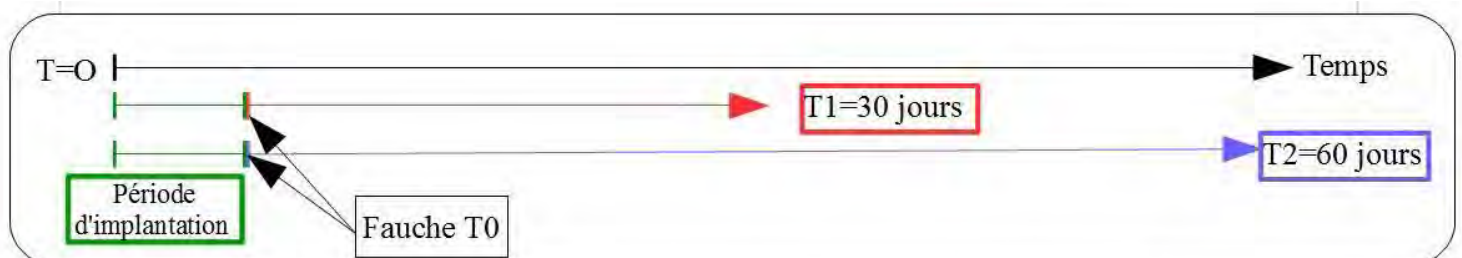 T=O
Temps
T1=30 jours
T2=60 jours
Période
d'implantation
Fauche T0